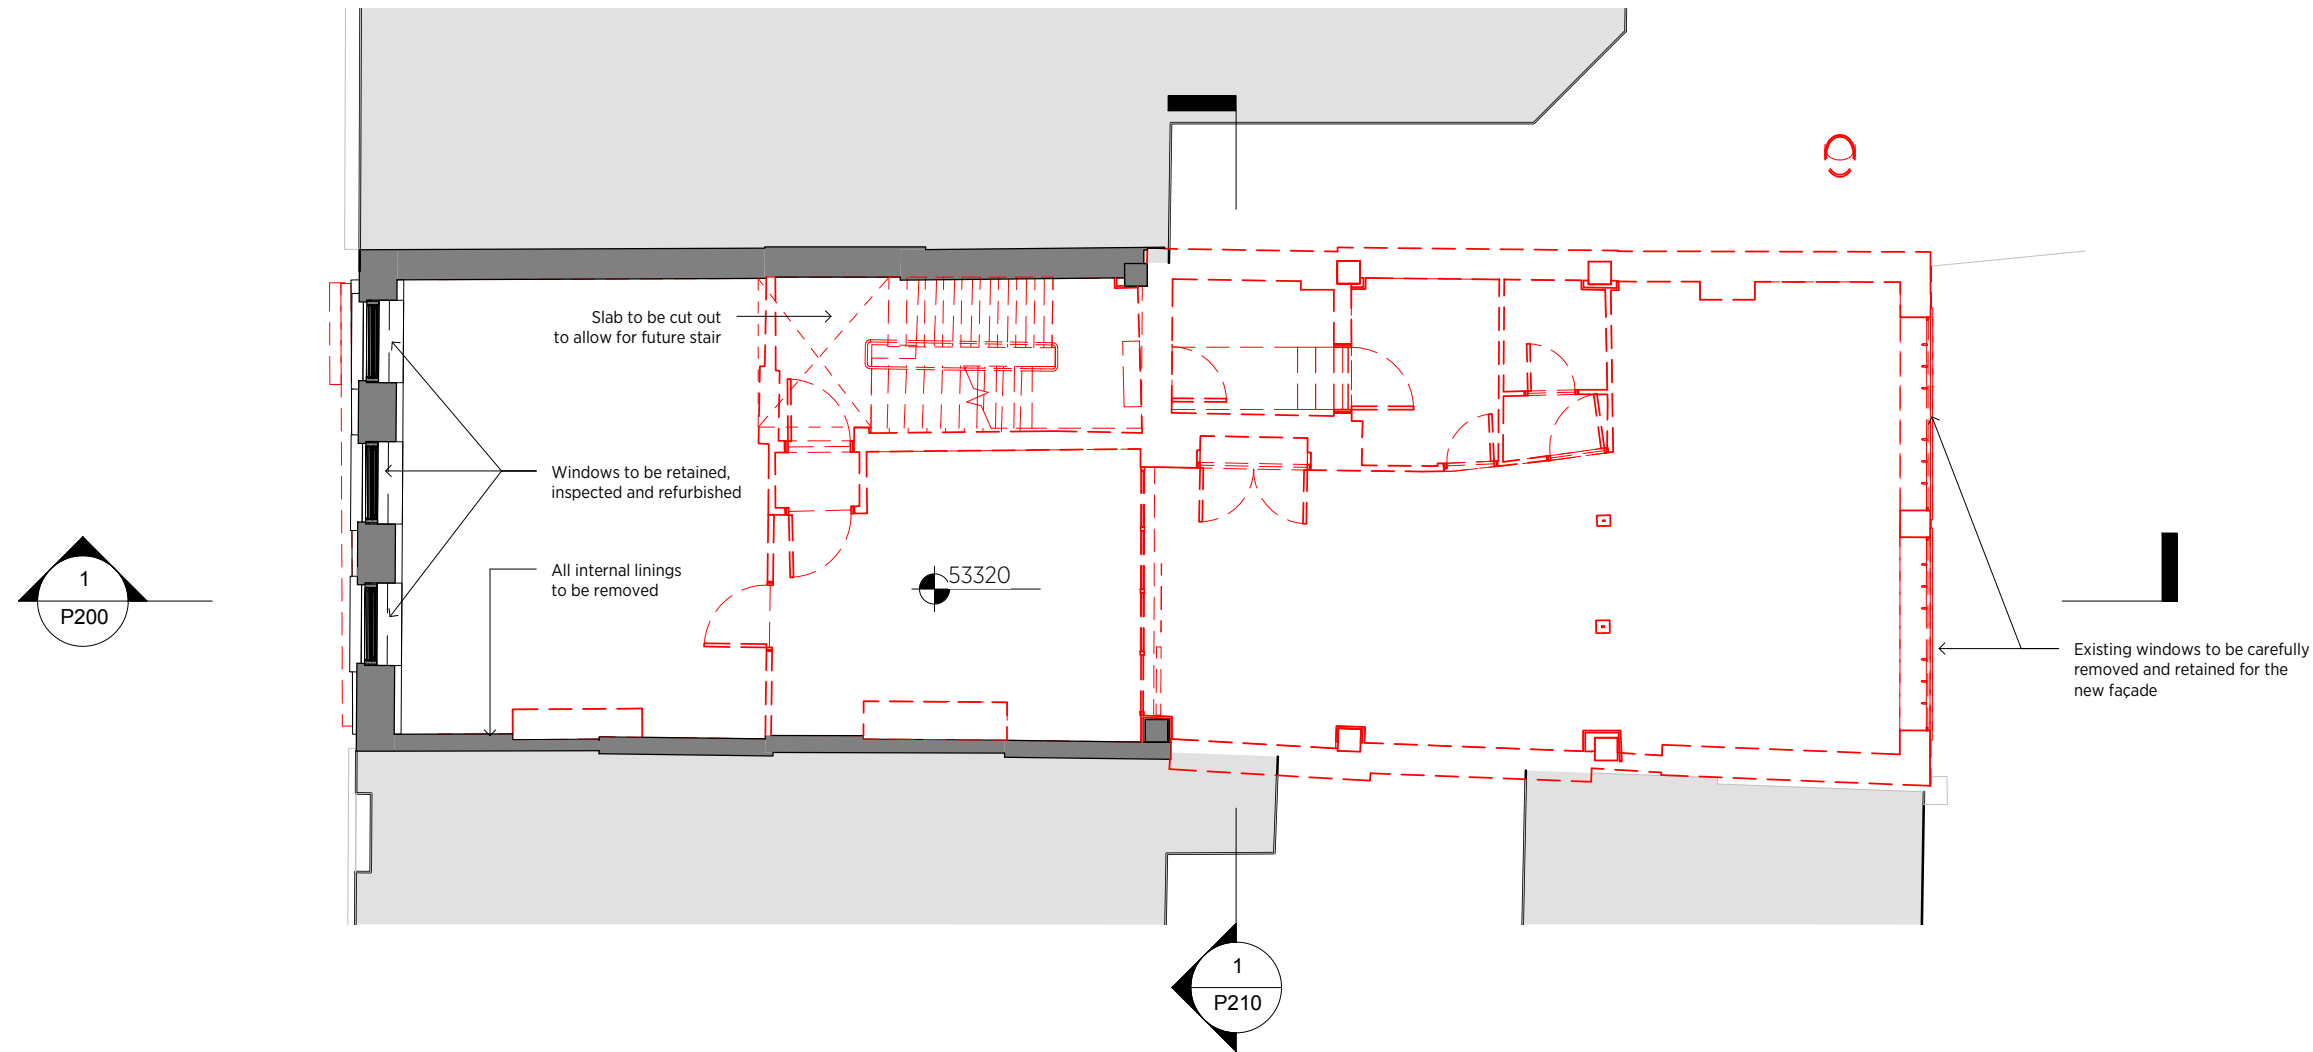 Slab to be cut out
to allow for future stair
Windows to be retained,
inspected and refurbished
All internal linings
to be removed
53320
1
P200
Existing windows to be carefully
removed and retained for the
new façade
1
P210